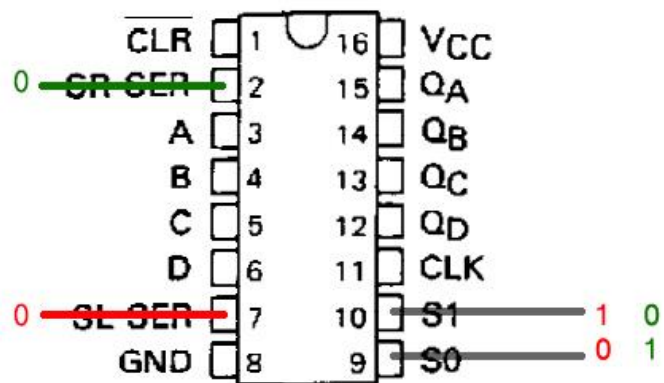 CLR 1 16 VCC
0 SR SER 2 15 QA
A 3 14 QB
B 4 13 QC
C 5 12 QD
D 6 11 CLK
0 SL SER 7 10 S1 1 0
GND 8 9 S0 0 1